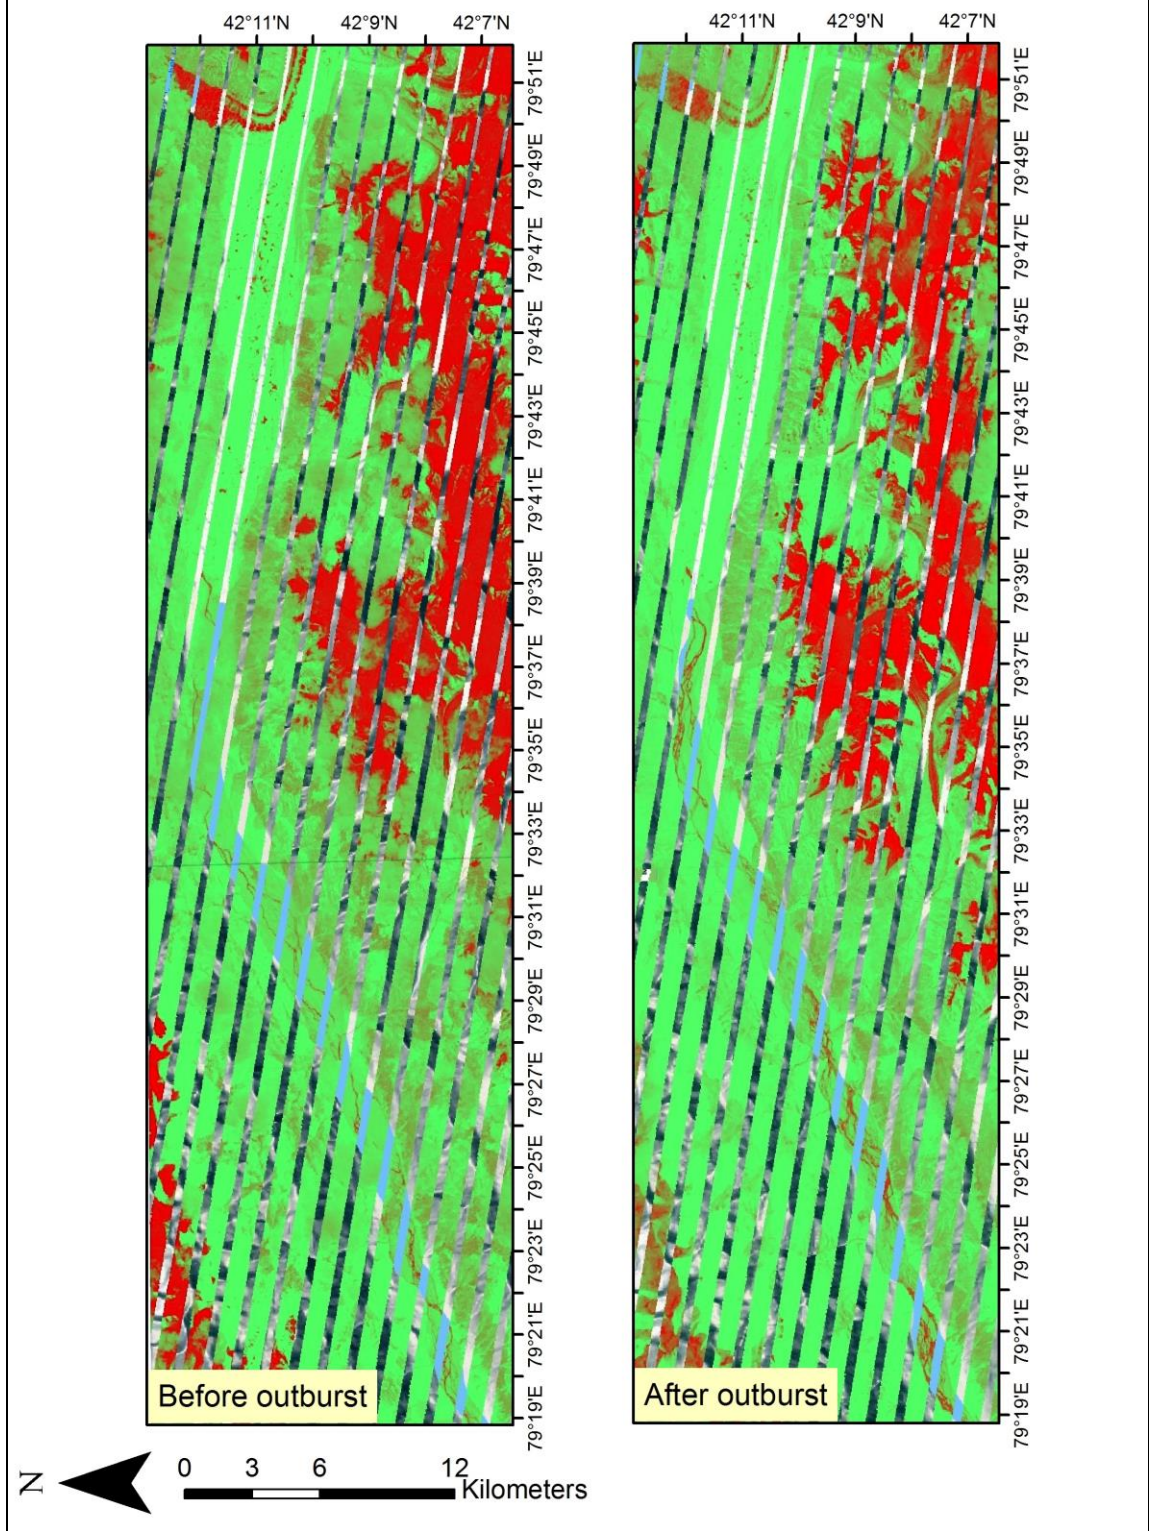 42°11'N 42°9'N 42°7'N
42°11'N 42°9'N 42°7'N
79°51'E
79°49'E
79°47'E
79°45'E
79°43'E
79°41'E
79°39'E
79°37'E
79°35'E
79°33'E
79°31'E
79°29'E
79°27'E
79°25'E
79°23'E
79°21'E
79°19'E
79°51'E
79°49'E
79°47'E
79°45'E
79°43'E
79°41'E
79°39'E
79°37'E
79°35'E
79°33'E
79°31'E
79°29'E
79°27'E
79°25'E
79°23'E
79°21'E
79°19'E
Before outburst
After outburst
N
0 3 6 12
Kilometers